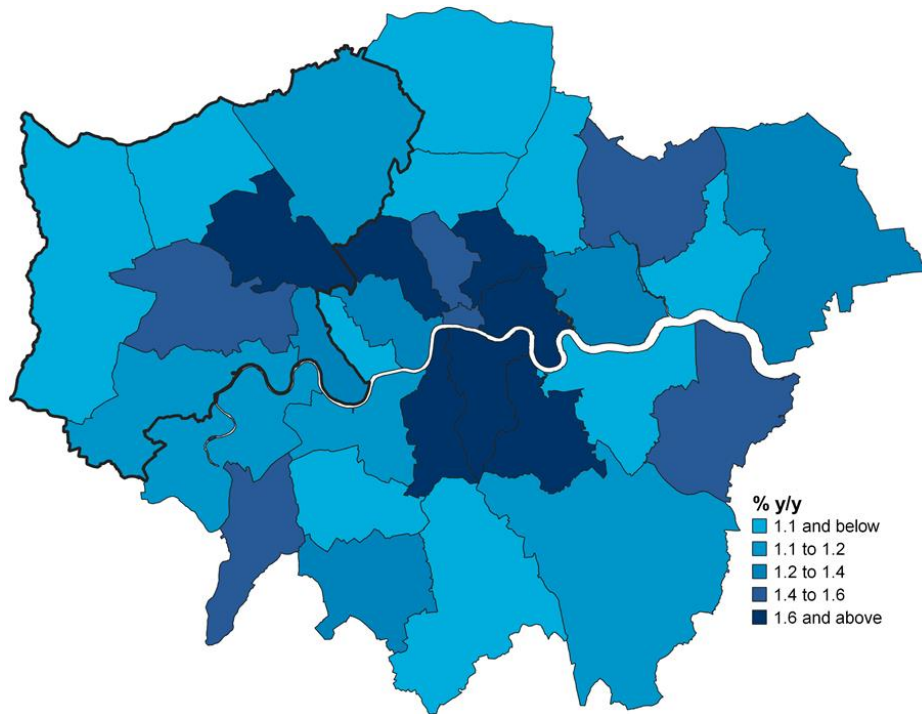 % y/y
1.1 and below
1.1 to 1.2
1.2 to 1.4
1.4 to 1.6
1.6 and above